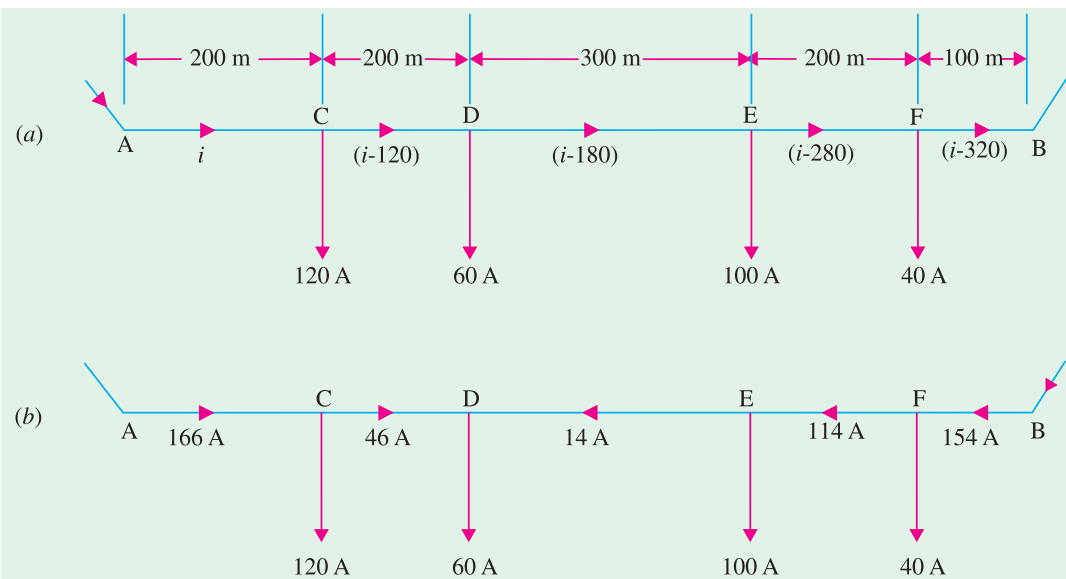 200 m 200 m 300 m 200 m 100 m
(a)
A C D E F B
i (i-120) (i-180) (i-280) (i-320)
120 A 60 A 100 A 40 A
(b)
A C D E F B
166 A 46 A 14 A 114 A 154 A
120 A 60 A 100 A 40 A